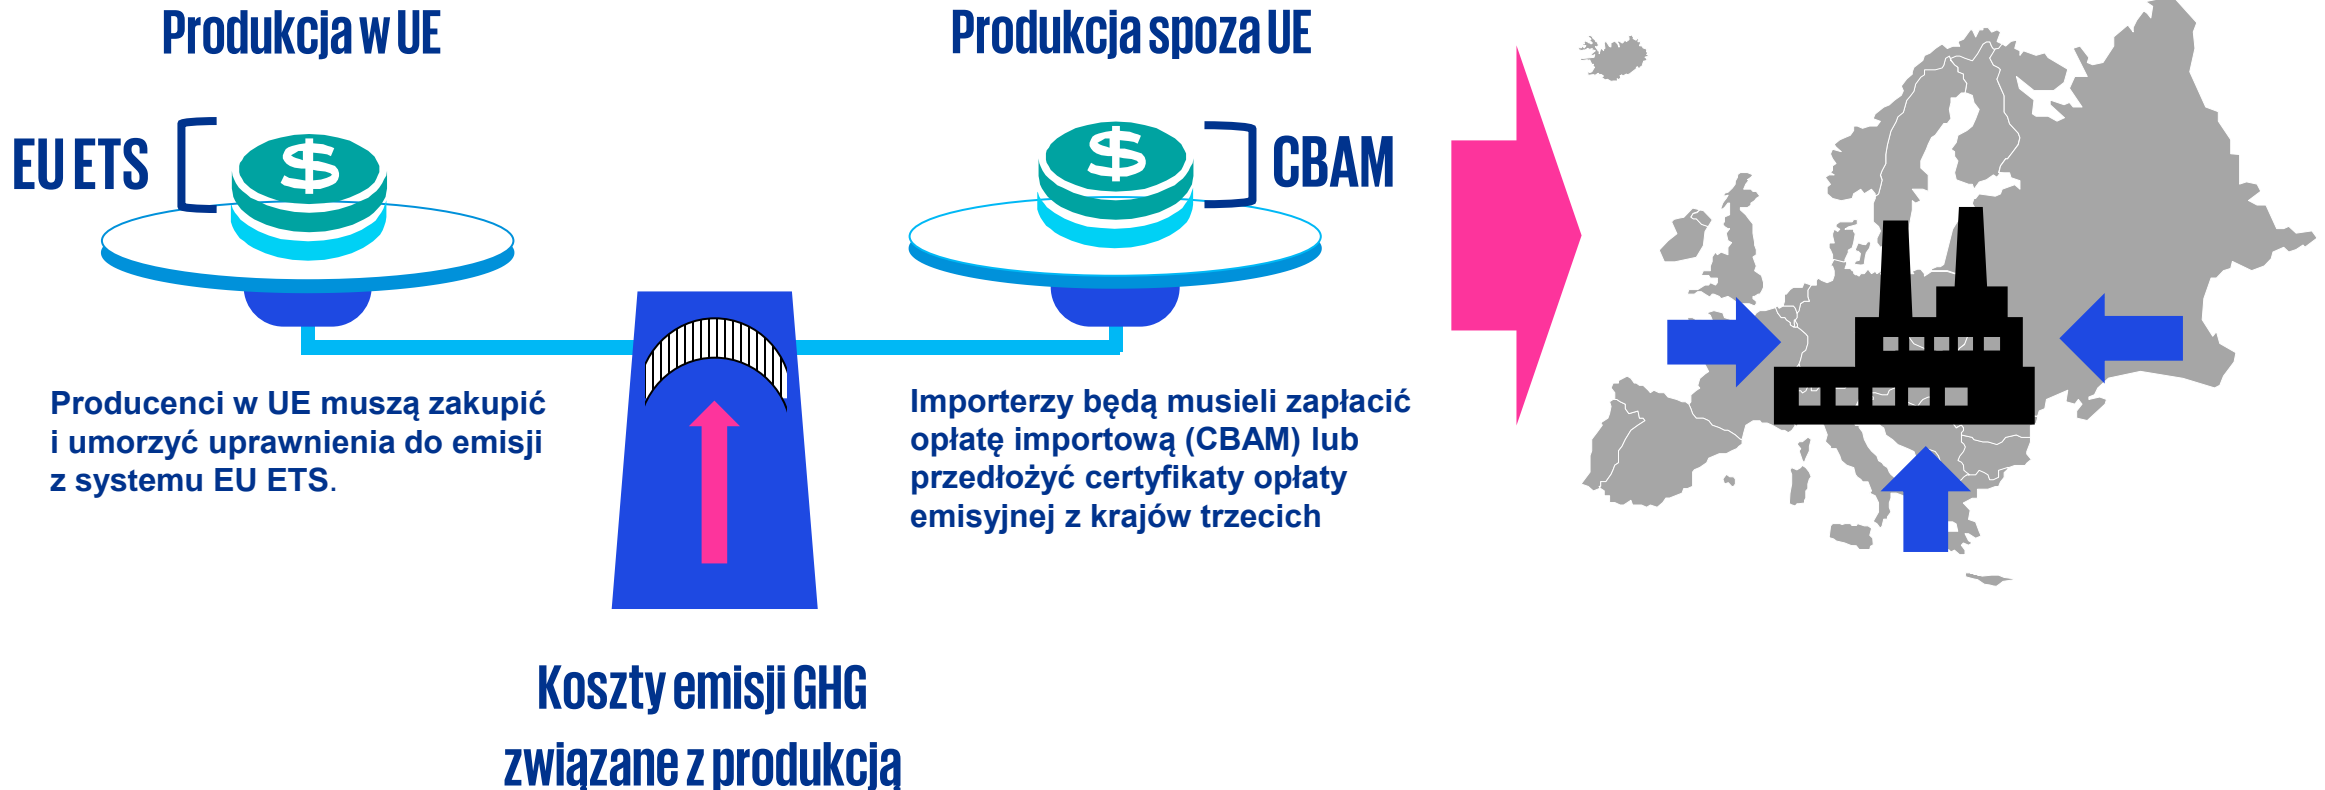 Produkcja w UE
Produkcja spoza UE
EU ETS
$
$
CBAM
Producenci w UE muszą zakupić
i umorzyć uprawnienia do emisji
z systemu EU ETS.
Importerzy będą musieli zapłacić
opłatę importową (CBAM) lub
przedłożyć certyfikaty opłaty
emisyjnej z krajów trzecich
Koszty emisji GHG
związane z produkcją